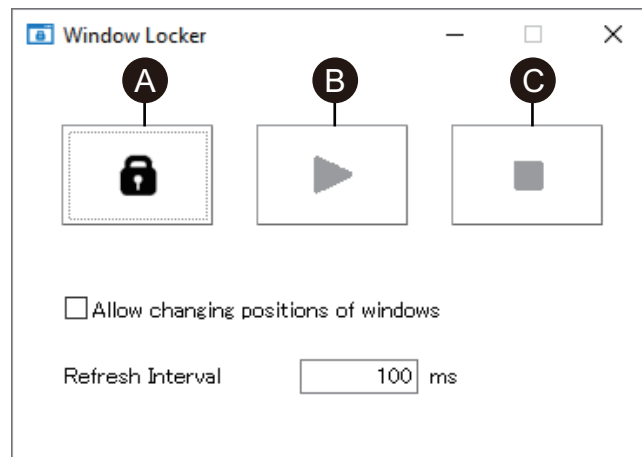 Window Locker
A
B
C
Allow changing positions of windows
Refresh Interval 100 ms